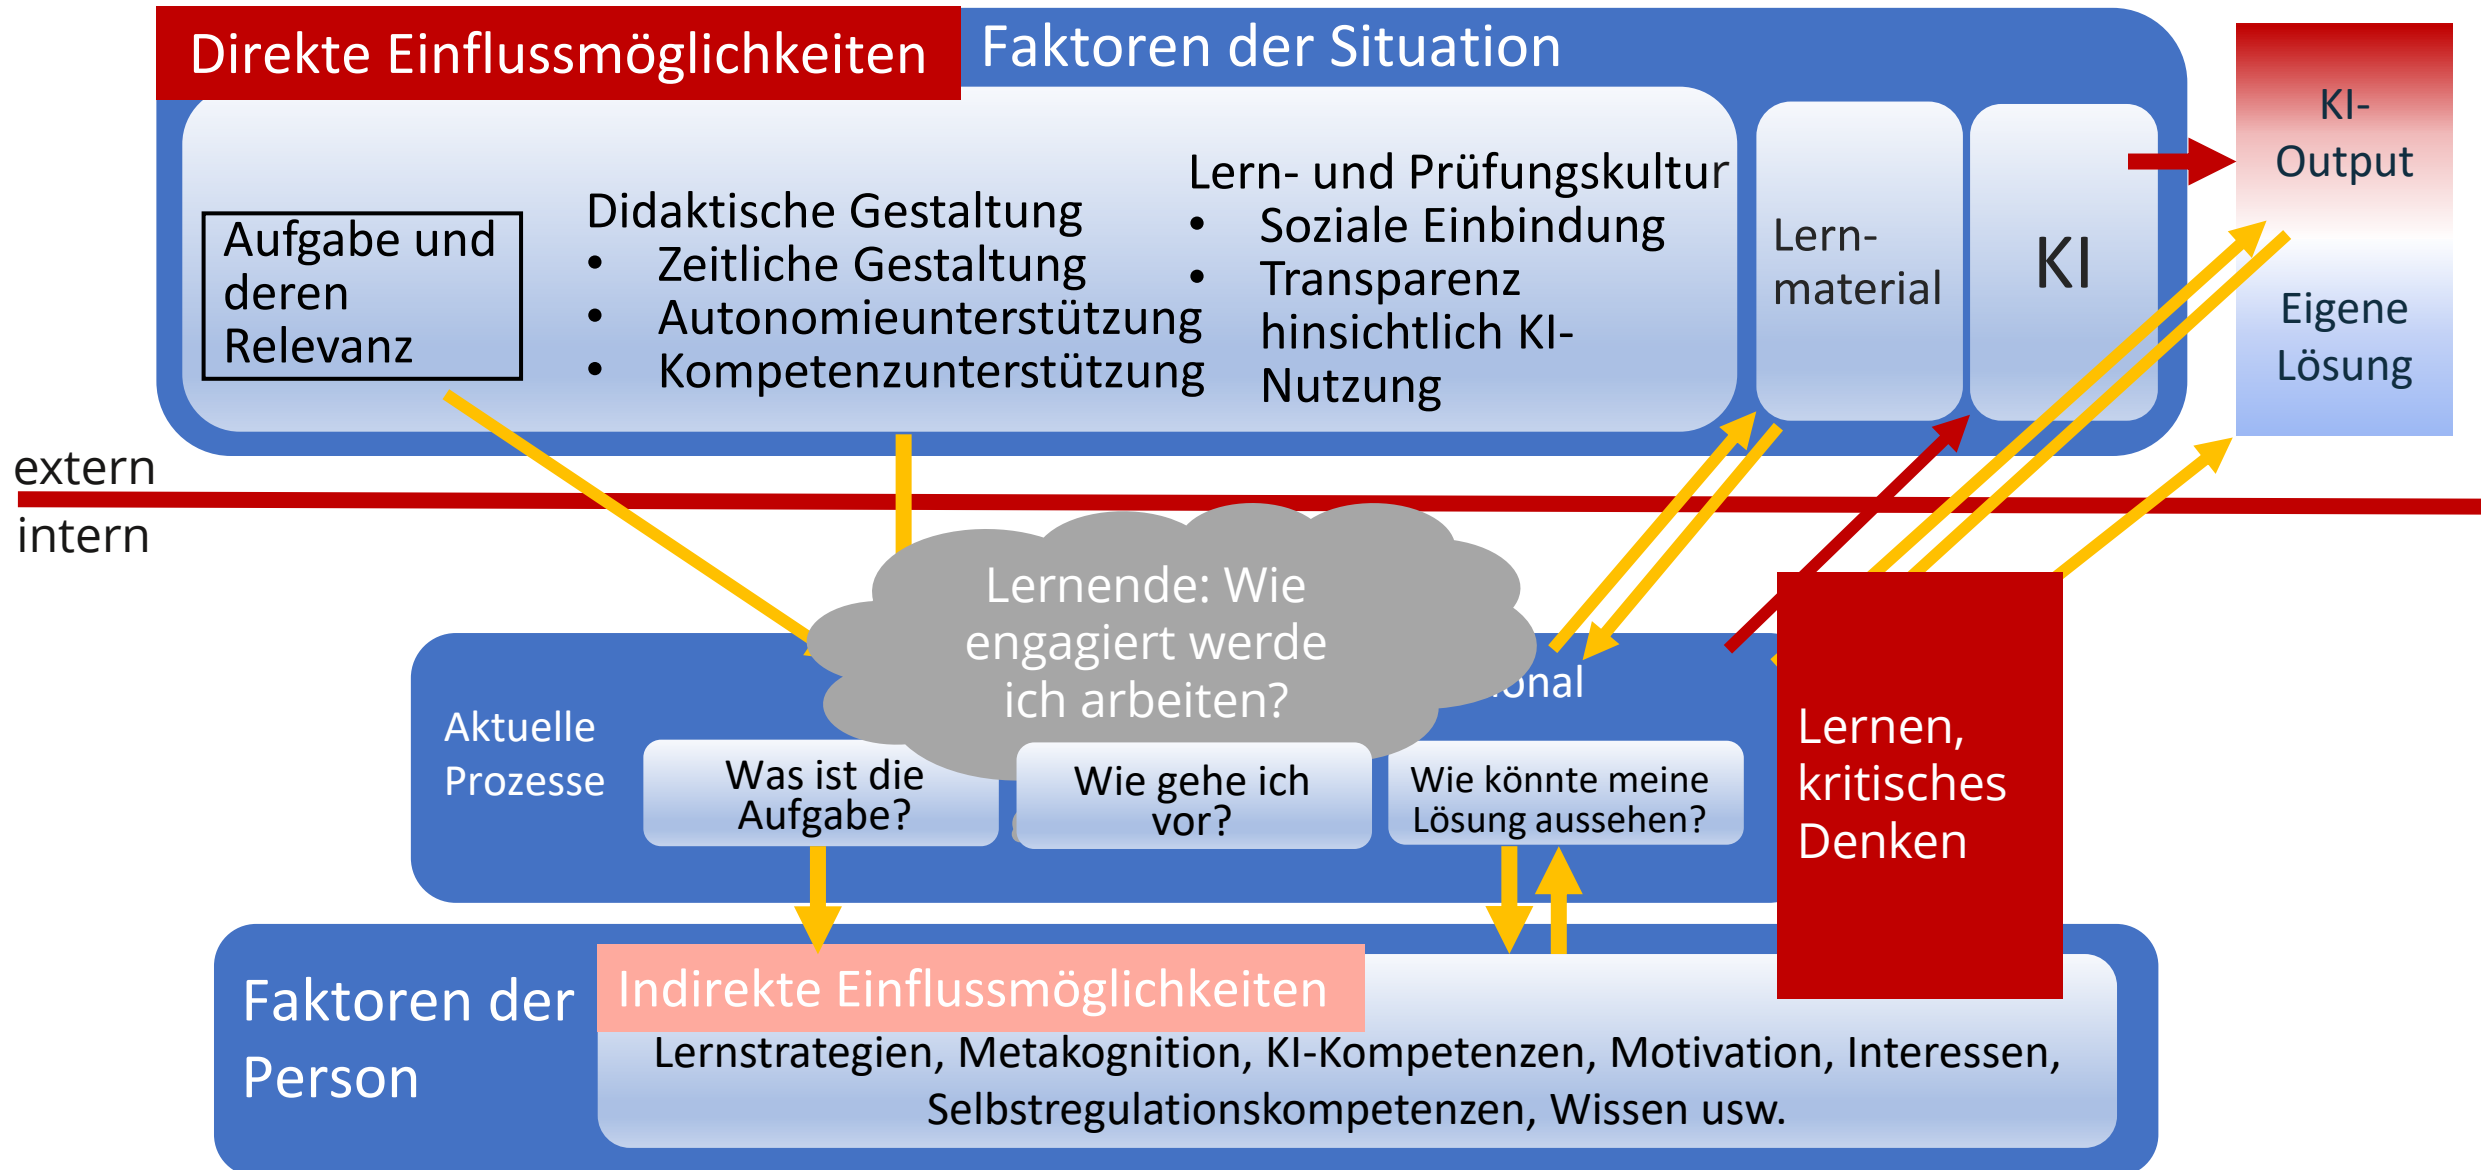 Direkte Einflussmöglichkeiten
Faktoren der Situation
Aufgabe und
deren
Relevanz
Didaktische Gestaltung
• Zeitliche Gestaltung
• Autonomieunterstützung
• Kompetenzunterstützung
Lern- und Prüfungskultur
• Soziale Einbindung
• Transparenz
hinsichtlich KI-
Nutzung
Lern-
material
KI
KI-
Output
Eigene
Lösung
extern
intern
Lernende: Wie
engagiert werde
ich arbeiten?
Aktuelle
Prozesse
Was ist die
Aufgabe?
Wie gehe ich
vor?
Wie könnte meine
Lösung aussehen?
Lernen,
kritisches
Denken
Faktoren der
Person
Indirekte Einflussmöglichkeiten
Lernstrategien, Metakognition, KI-Kompetenzen, Motivation, Interessen,
Selbstregulationskompetenzen, Wissen usw.